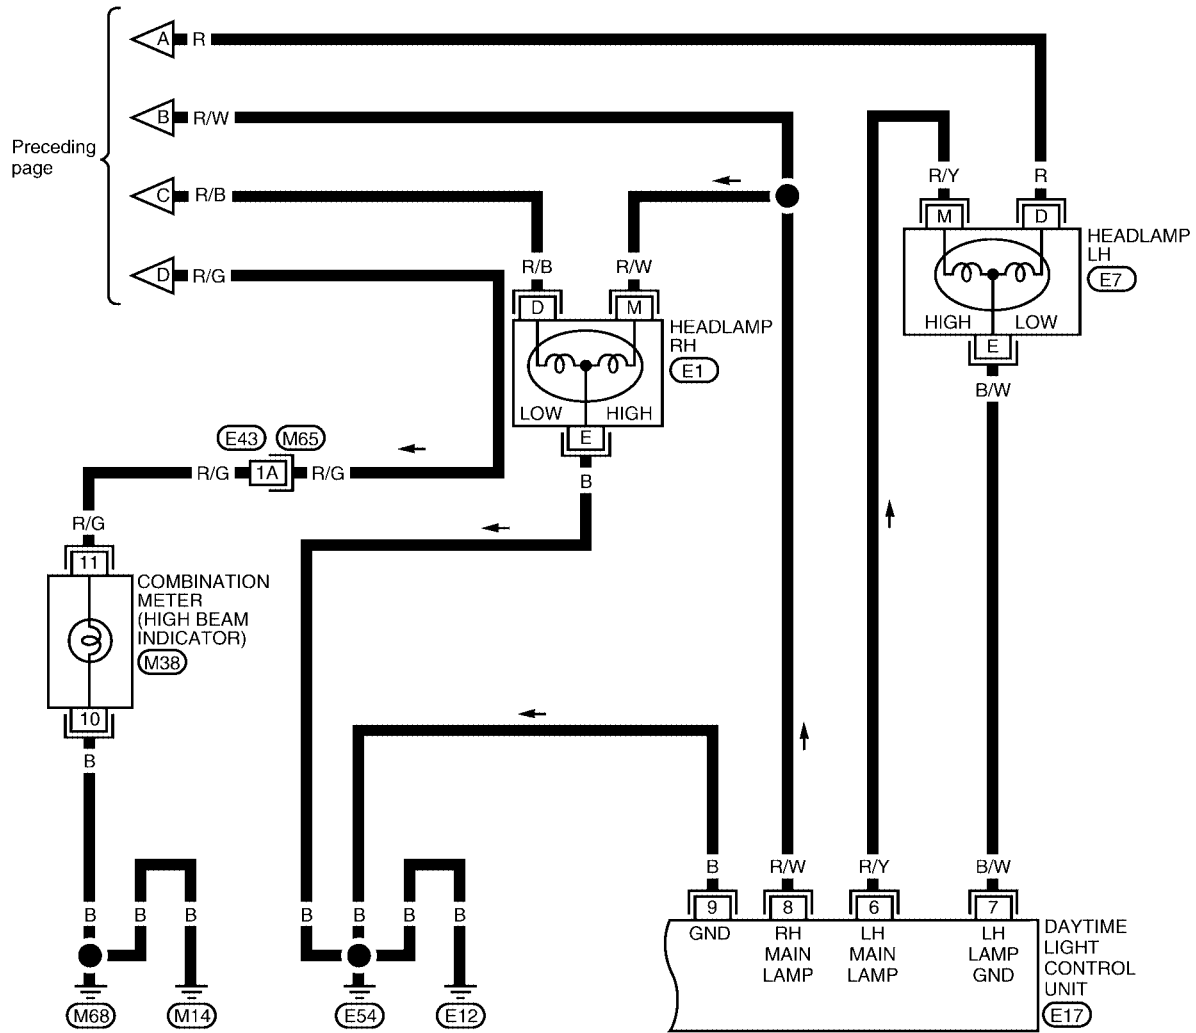 A R
B R/W
Preceding
page
C R/B
D R/G
R/Y R
M D
HEADLAMP
LH
E7
HIGH LOW
E
B/W
R/B R/W
D M
HEADLAMP
RH
E1
LOW HIGH
E
B
E43 M65
R/G 1A R/G
R/G
11
COMBINATION
METER
(HIGH BEAM
INDICATOR)
M38
10
B
B R/W R/Y B/W
9 8 6 7
GND
RH
MAIN
LAMP
LH
MAIN
LAMP
LH
LAMP
GND
DAYTIME
LIGHT
CONTROL
UNIT
E17
B B B B B B B
M68 M14 E54 E12